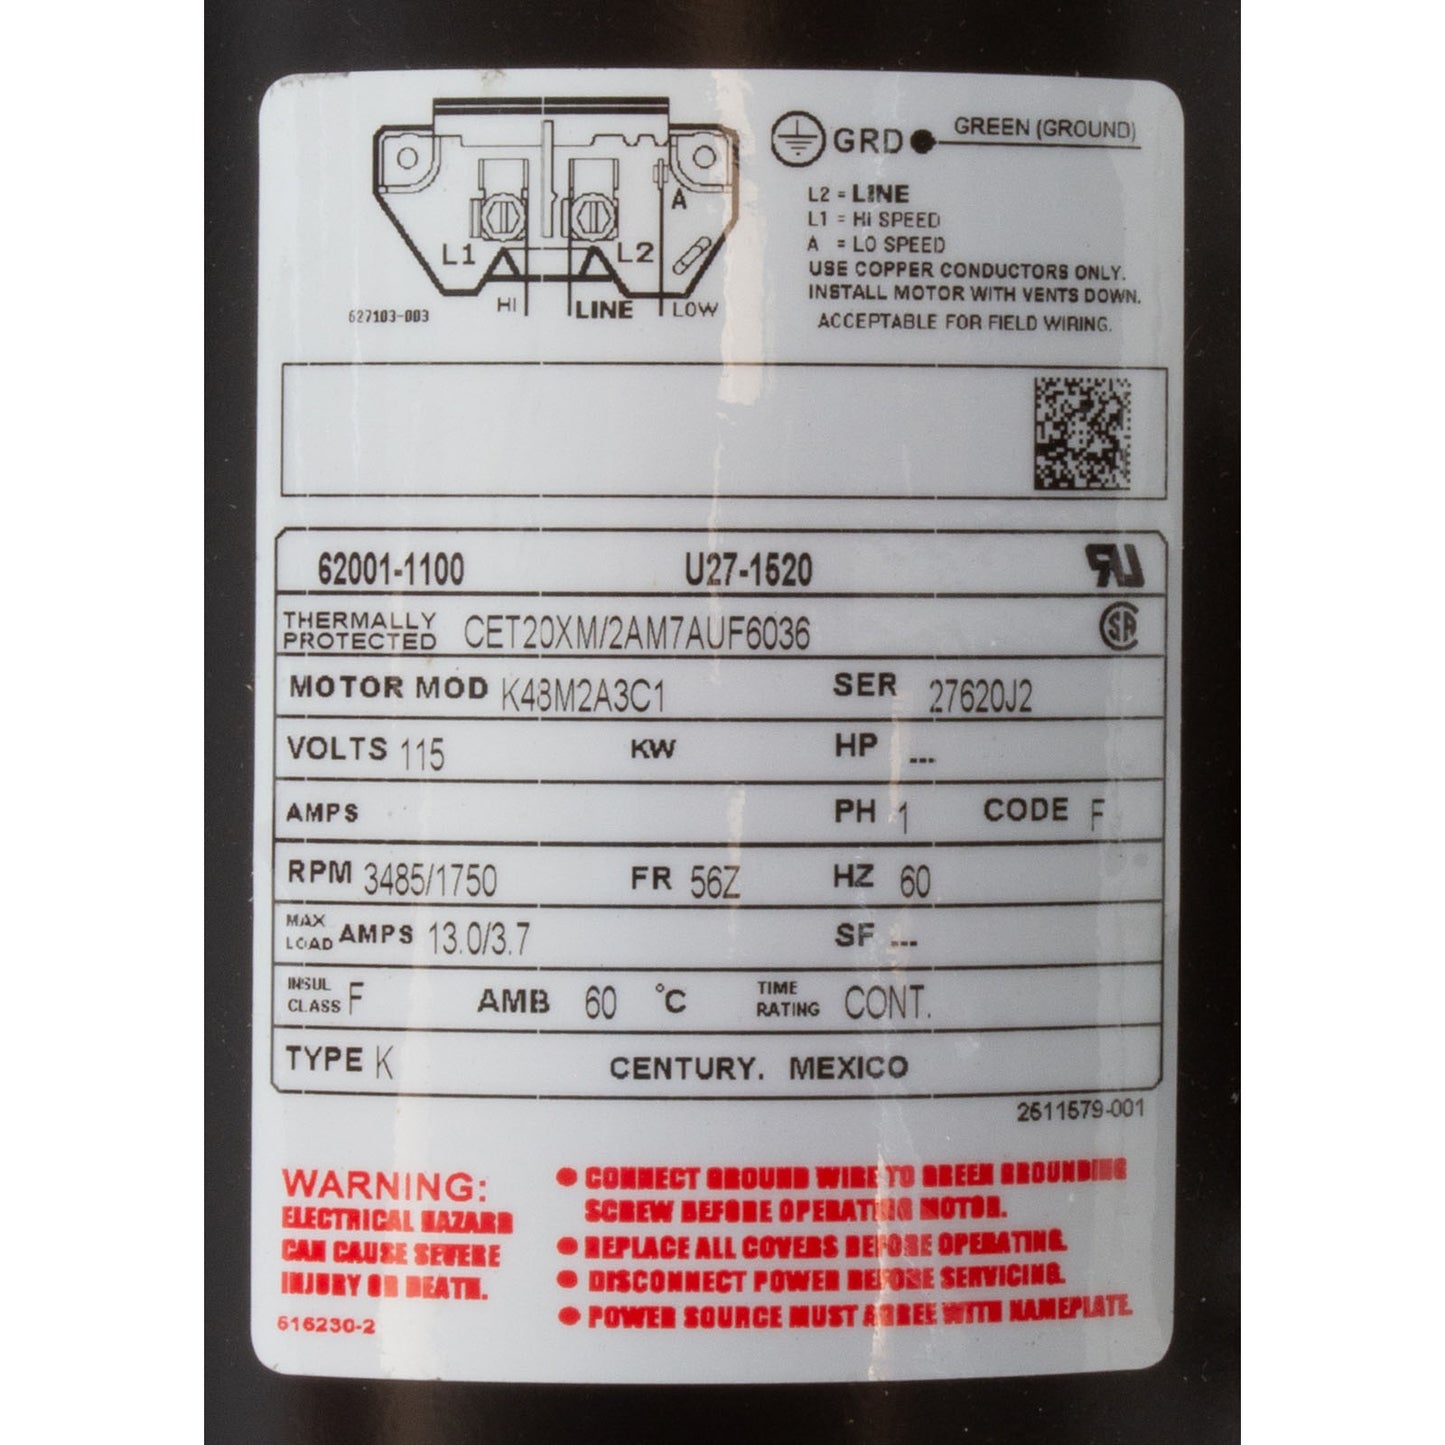 GRD GREEN (GROUND)
L2 = LINE
L1 = HI SPEED
A = LO SPEED
USE COPPER CONDUCTORS ONLY.
INSTALL MOTOR WITH VENTS DOWN.
ACCEPTABLE FOR FIELD WIRING.
A
L1 L2
HI LINE LOW
627103-003
62001-1100 U27-1520
THERMALLY
PROTECTED CET20XM/2AM7AUF6036
MOTOR MOD K48M2A3C1 SER 27620J2
VOLTS 115 KW HP ---
AMPS PH 1 CODE F
RPM 3485/1750 FR 56Z HZ 60
MAX
LOAD AMPS 13.0/3.7 SF ---
INSUL
CLASS F AMB 60 °C TIME
RATING CONT.
TYPE K CENTURY. MEXICO
2511579-001
WARNING:
ELECTRICAL HAZARD
CAN CAUSE SEVERE
INJURY OR DEATH.
616230-2
• CONNECT GROUND WIRE TO GREEN GROUNDING
SCREW BEFORE OPERATING MOTOR.
• REPLACE ALL COVERS BEFORE OPERATING.
• DISCONNECT POWER BEFORE SERVICING.
• POWER SOURCE MUST AGREE WITH NAMEPLATE.